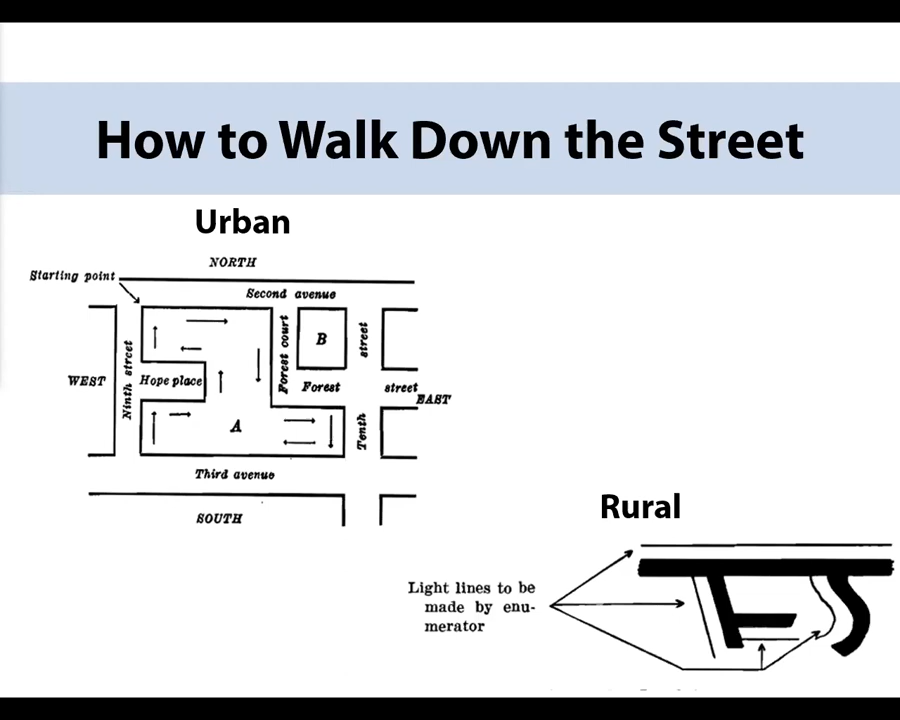 How to Walk Down the Street
Urban
NORTH
Starting point
Second avenue
Forest court
B
street
Ninth street
WEST
Hope place
Forest
street
EAST
A
Tenth
Third avenue
SOUTH
Rural
Light lines to be
made by enu-
merator